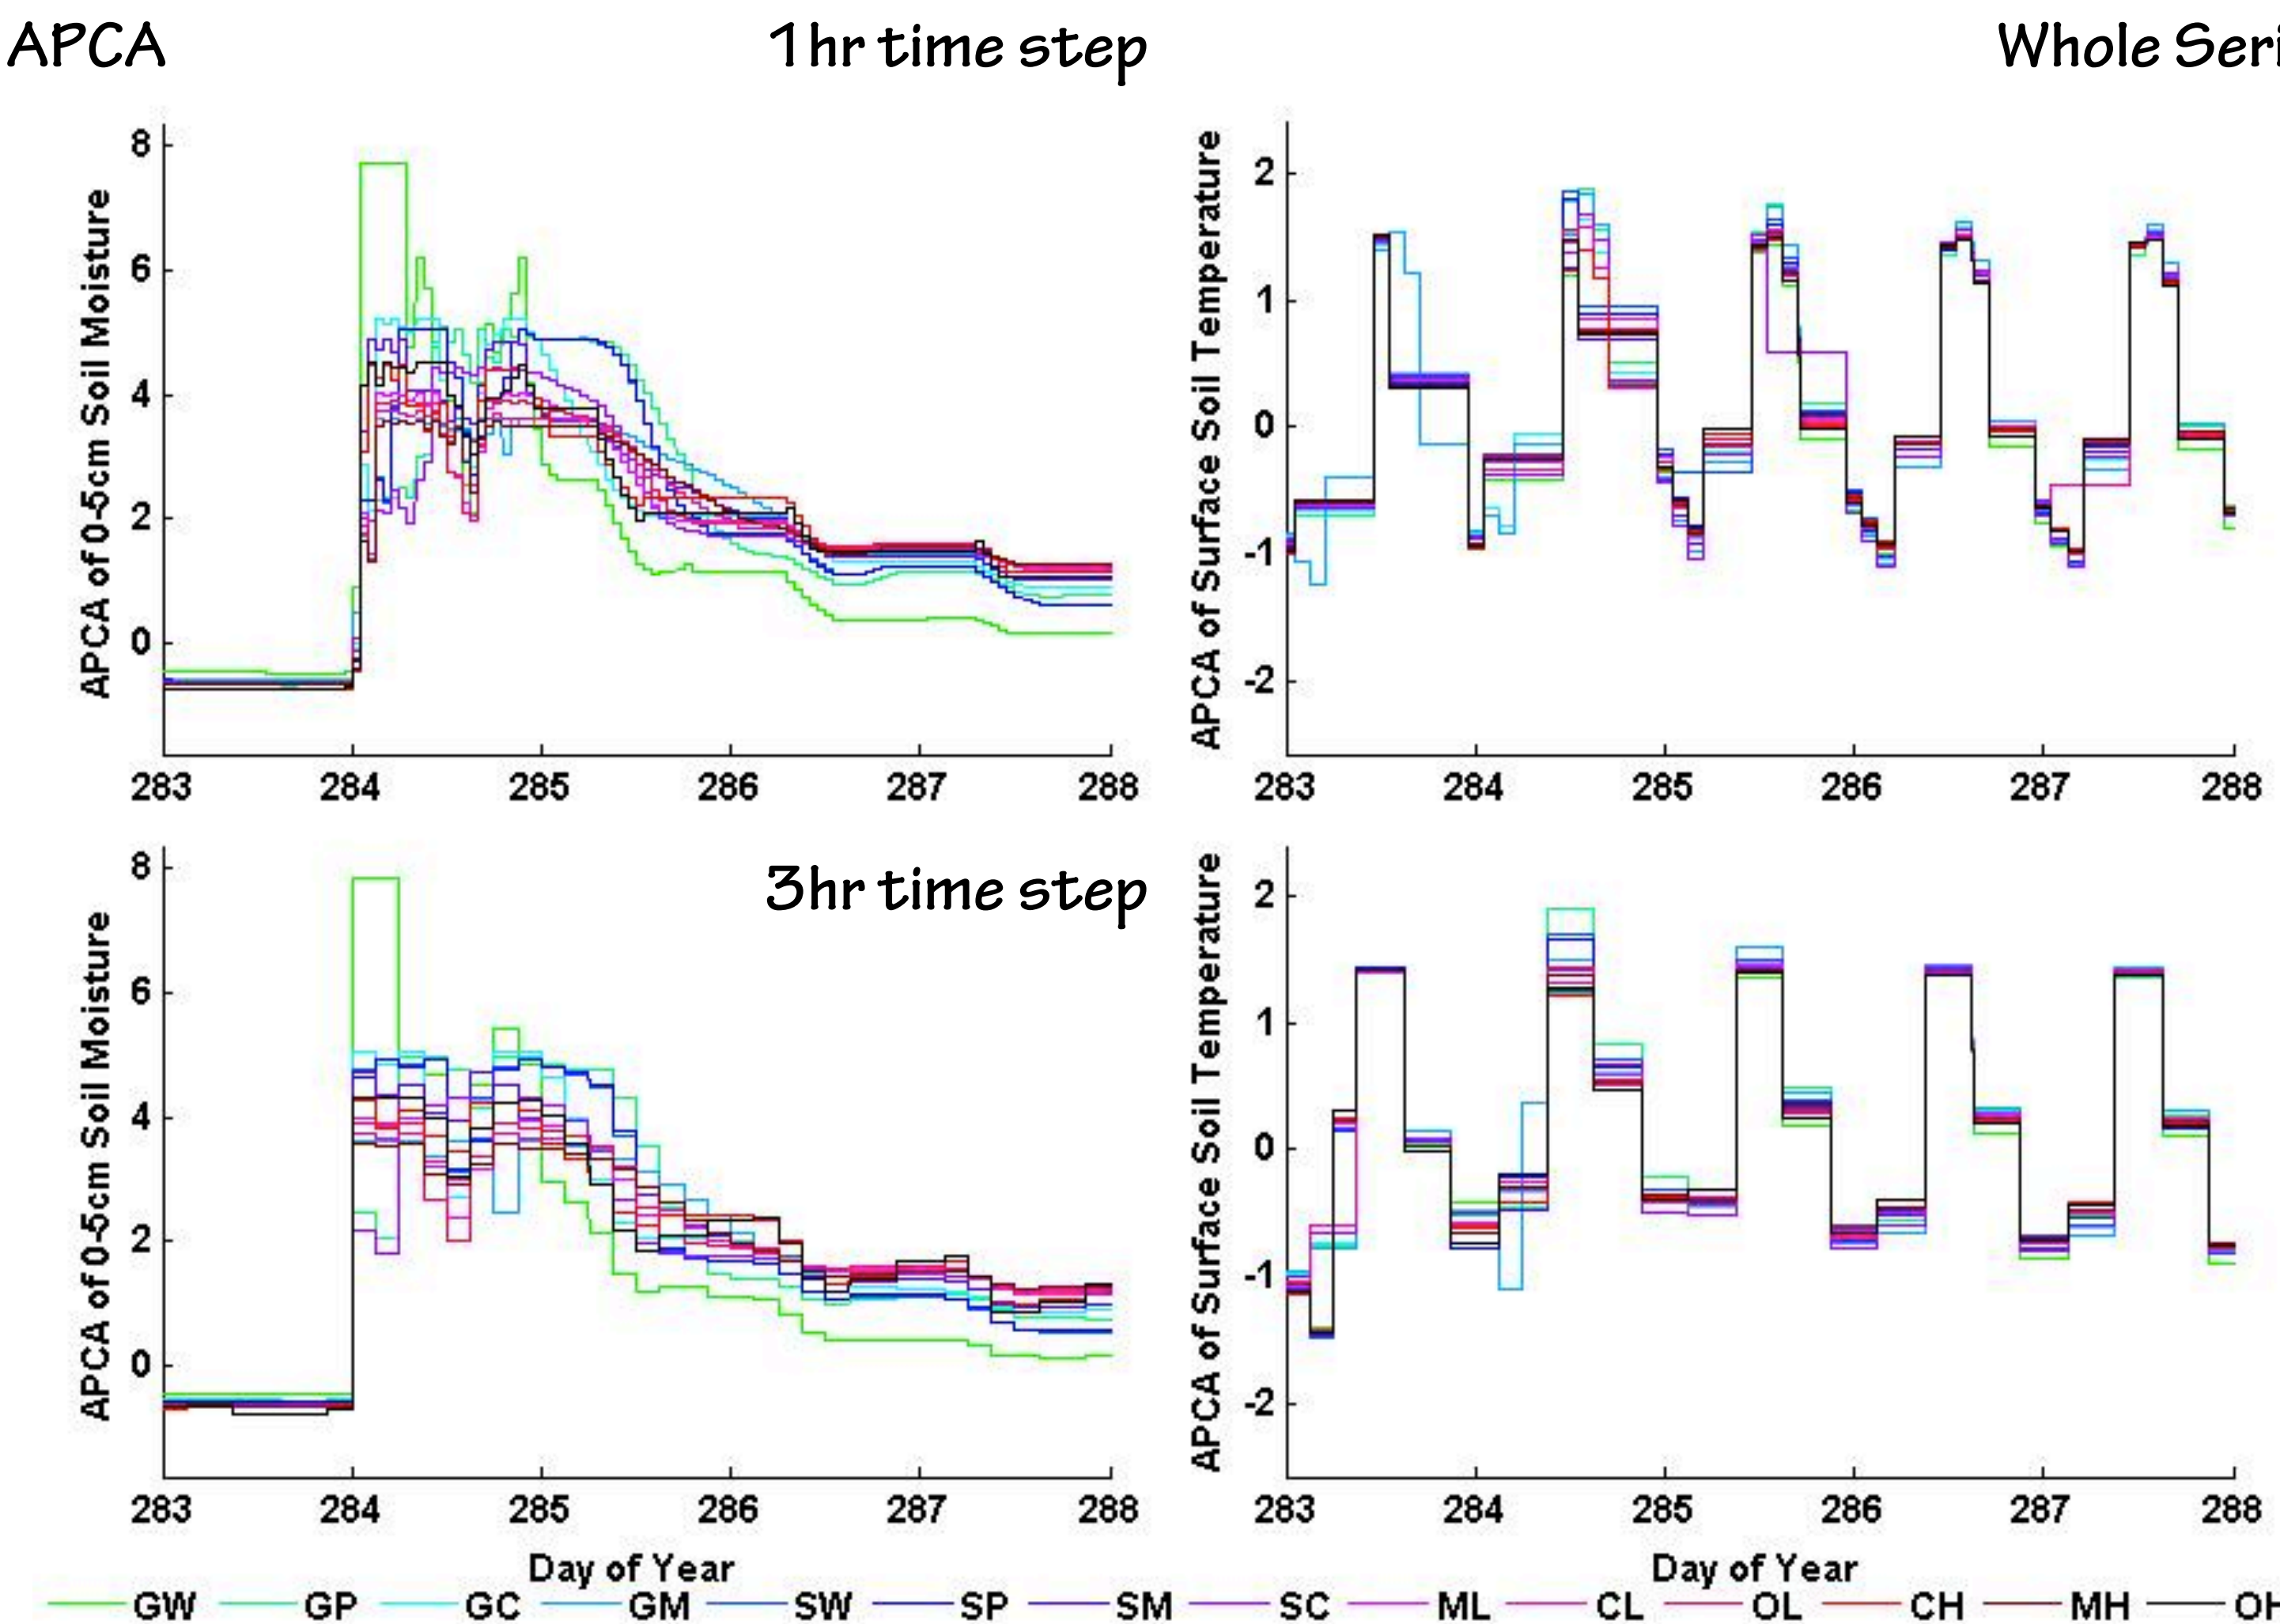 APCA 1hr time step Whole Seri
APCA of 0-5cm Soil Moisture
8
6
4
2
0
283 284 285 286 287 288
APCA of Surface Soil Temperature
2
1
0
-1
-2
283 284 285 286 287 288
3hr time step
APCA of 0-5cm Soil Moisture
8
6
4
2
0
283 284 285 286 287 288
Day of Year
APCA of Surface Soil Temperature
2
1
0
-1
-2
283 284 285 286 287 288
Day of Year
GW GP GC GM SW SP SM SC ML CL OL CH MH OH